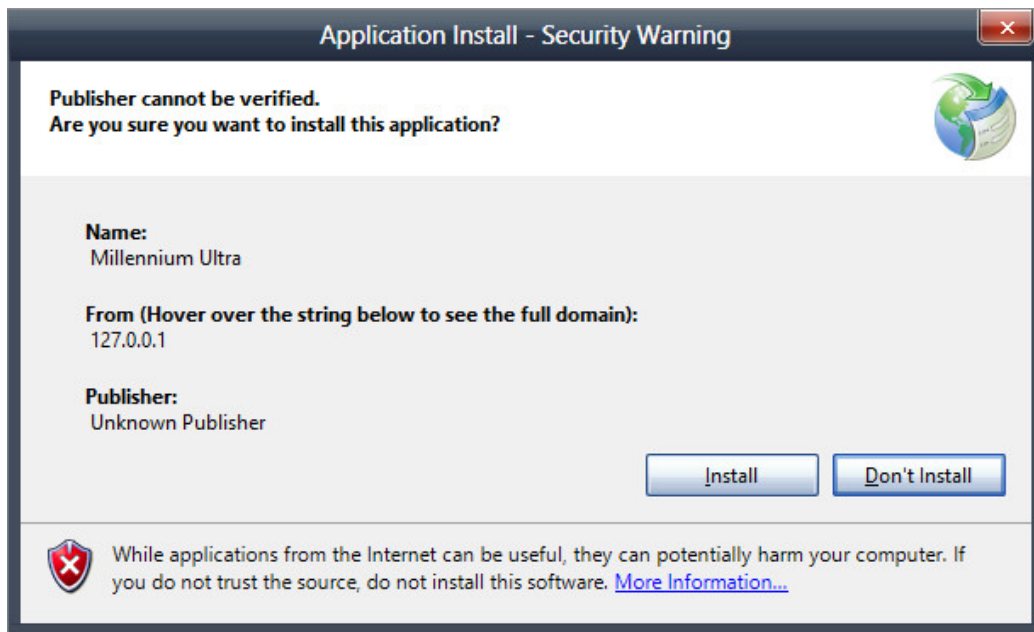 Application Install - Security Warning
Publisher cannot be verified.
Are you sure you want to install this application?
Name:
Millennium Ultra
From (Hover over the string below to see the full domain):
127.0.0.1
Publisher:
Unknown Publisher
Install
Don't Install
While applications from the Internet can be useful, they can potentially harm your computer. If
you do not trust the source, do not install this software. More Information...